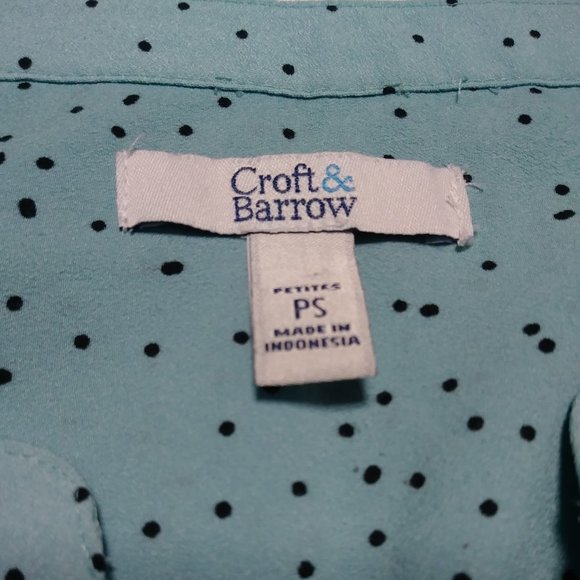 Croft&
Barrow
PETITES
PS
MADE IN
INDONESIA